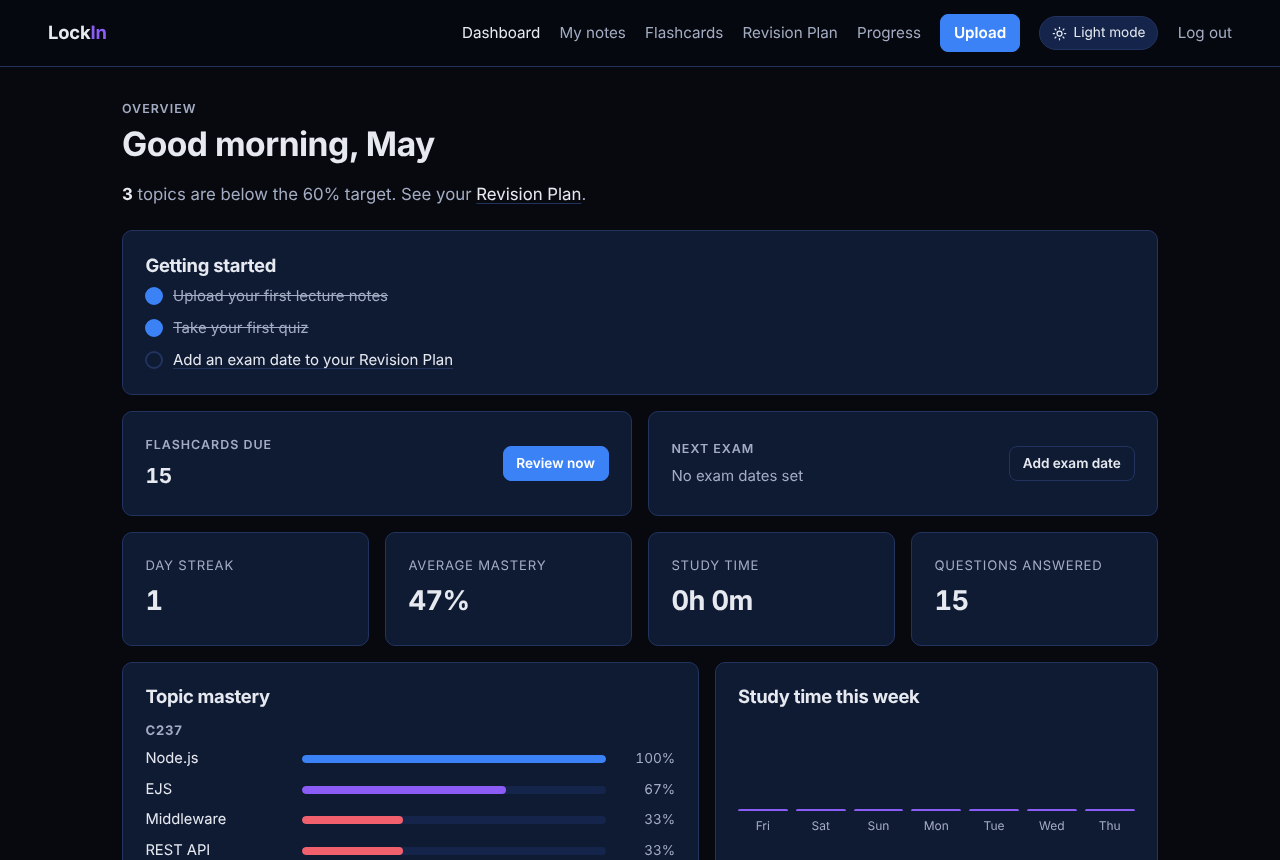 LockIn
Dashboard My notes Flashcards Revision Plan Progress Upload Light mode Log out
OVERVIEW
Good morning, May
3 topics are below the 60% target. See your Revision Plan.
Getting started
Upload your first lecture notes
Take your first quiz
Add an exam date to your Revision Plan
FLASHCARDS DUE
15
Review now
NEXT EXAM
No exam dates set
Add exam date
DAY STREAK
1
AVERAGE MASTERY
47%
STUDY TIME
0h 0m
QUESTIONS ANSWERED
15
Topic mastery
C237
Node.js 100%
EJS 67%
Middleware 33%
REST API 33%
Study time this week
Fri Sat Sun Mon Tue Wed Thu